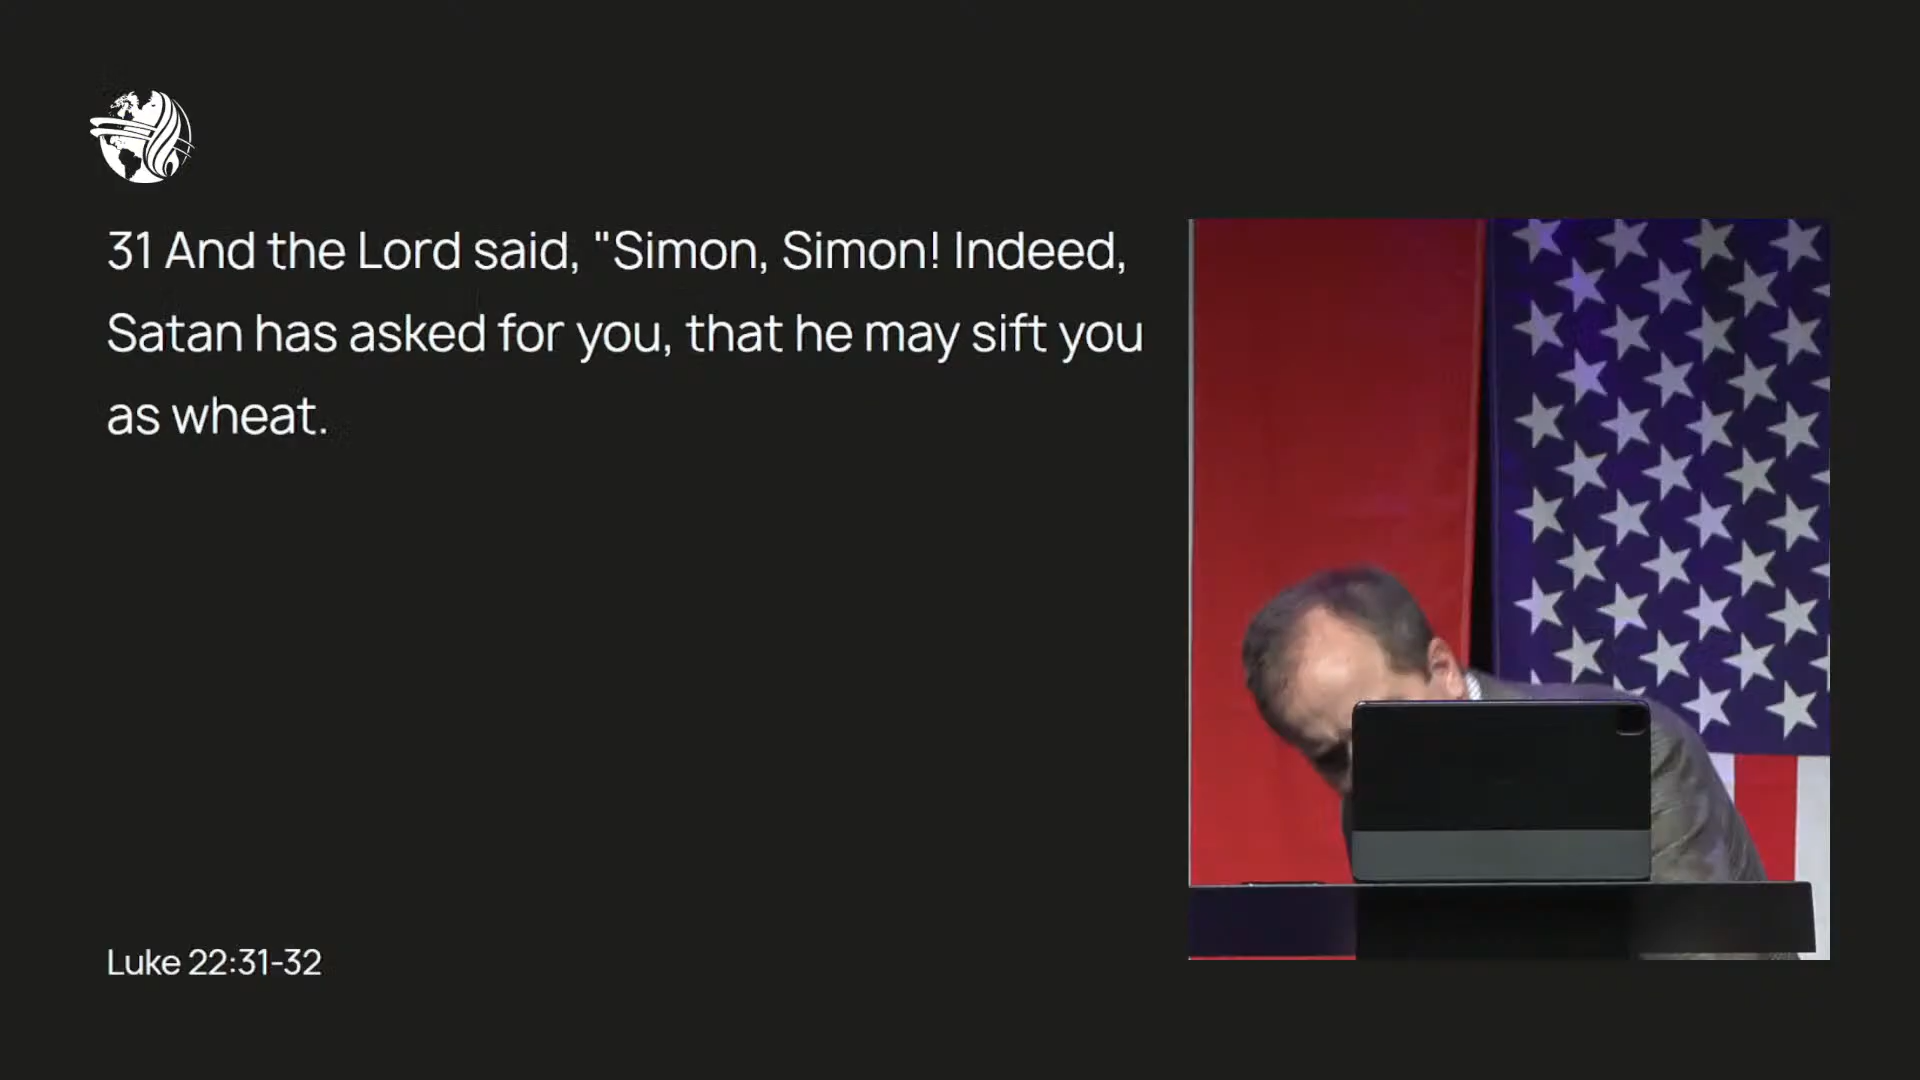 31 And the Lord said, "Simon, Simon! Indeed,
Satan has asked for you, that he may sift you
as wheat.
Luke 22:31-32